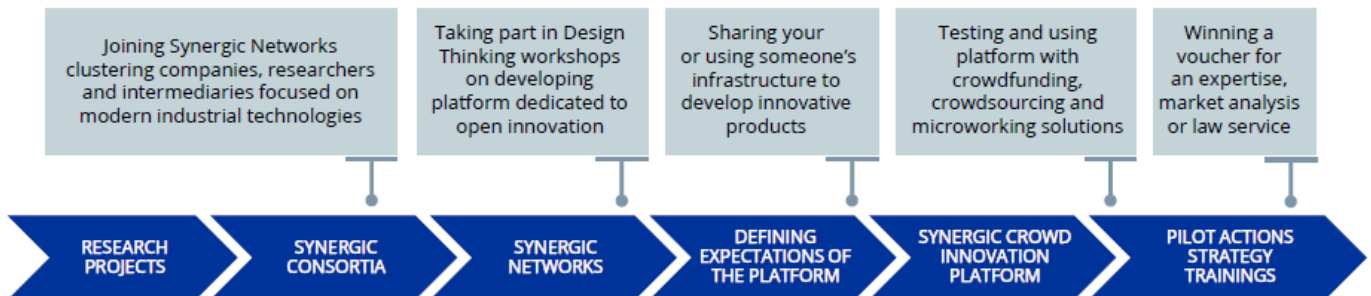 Joining Synergic Networks
clustering companies, researchers
and intermediaries focused on
modern industrial technologies
Taking part in Design
Thinking workshops
on developing
platform dedicated to
open innovation
Sharing your
or using someone's
infrastructure to
develop innovative
products
Testing and using
platform with
crowdfunding,
crowdsourcing and
microworking solutions
Winning a
voucher for
an expertise,
market analysis
or law service
RESEARCH
PROJECTS
SYNERGIC
CONSORTIA
SYNERGIC
NETWORKS
DEFINING
EXPECTATIONS OF
THE PLATFORM
SYNERGIC CROWD
INNOVATION
PLATFORM
PILOT ACTIONS
STRATEGY
TRAININGS